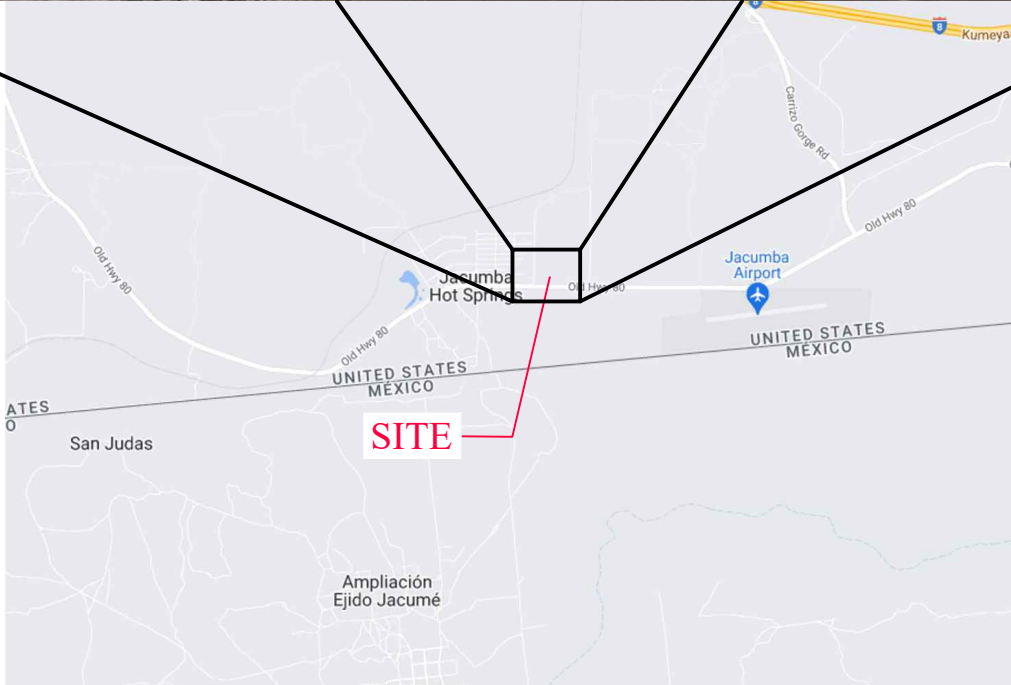 8
8
Kumeya
Carrizo Gorge Rd
Old Hwy 80
Old Hwy 80
Jacumba
Airport
Jacumba
Hot Springs
Old Hwy 80
Old Hwy 80
UNITED STATES
MÉXICO
UNITED STATES
MÉXICO
ATES
O
SITE
San Judas
Ampliación
Ejido Jacumé